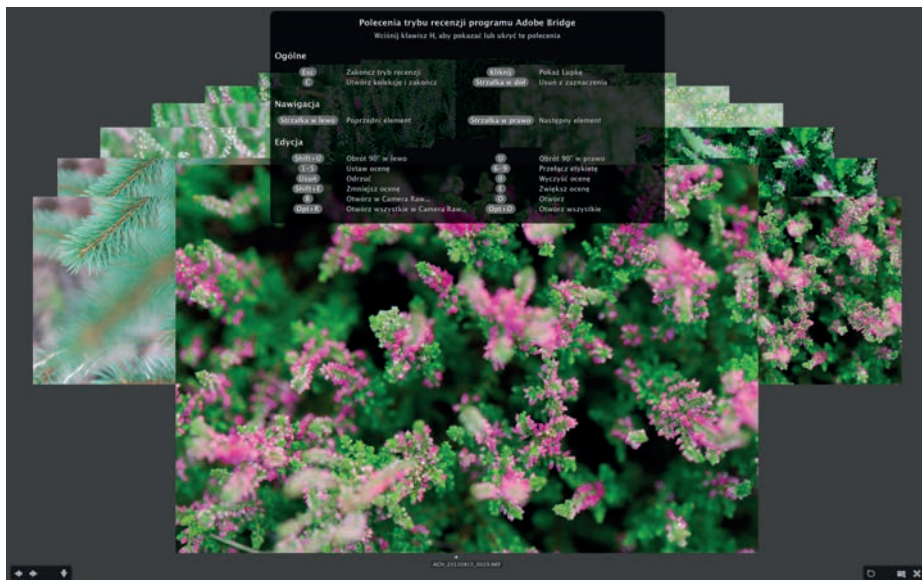 Polecenia trybu recenzji programu Adobe Bridge
Wciśnij klawisz H, aby pokazać lub ukryć te polecenia
Ogólne
Esc Zakończ tryb recenzji Kliknij Pokaż Lupkę
C Utwórz kolekcję i zakończ Strzałka w dół Usuń z zaznaczenia
Nawigacja
Strzałka w lewo Poprzedni element Strzałka w prawo Następny element
Edycja
Shift+U Obrót 90° w lewo U Obrót 90° w prawo
1-5 Ustaw ocenę 6-9 Przełącz etykietę
Usuń Odrzuć 0 Wyczyść ocenę
Shift+E Zmniejsz ocenę E Zwiększ ocenę
R Otwórz w Camera Raw... O Otwórz
Opt+R Otwórz wszystkie w Camera Raw... Opt+O Otwórz wszystkie